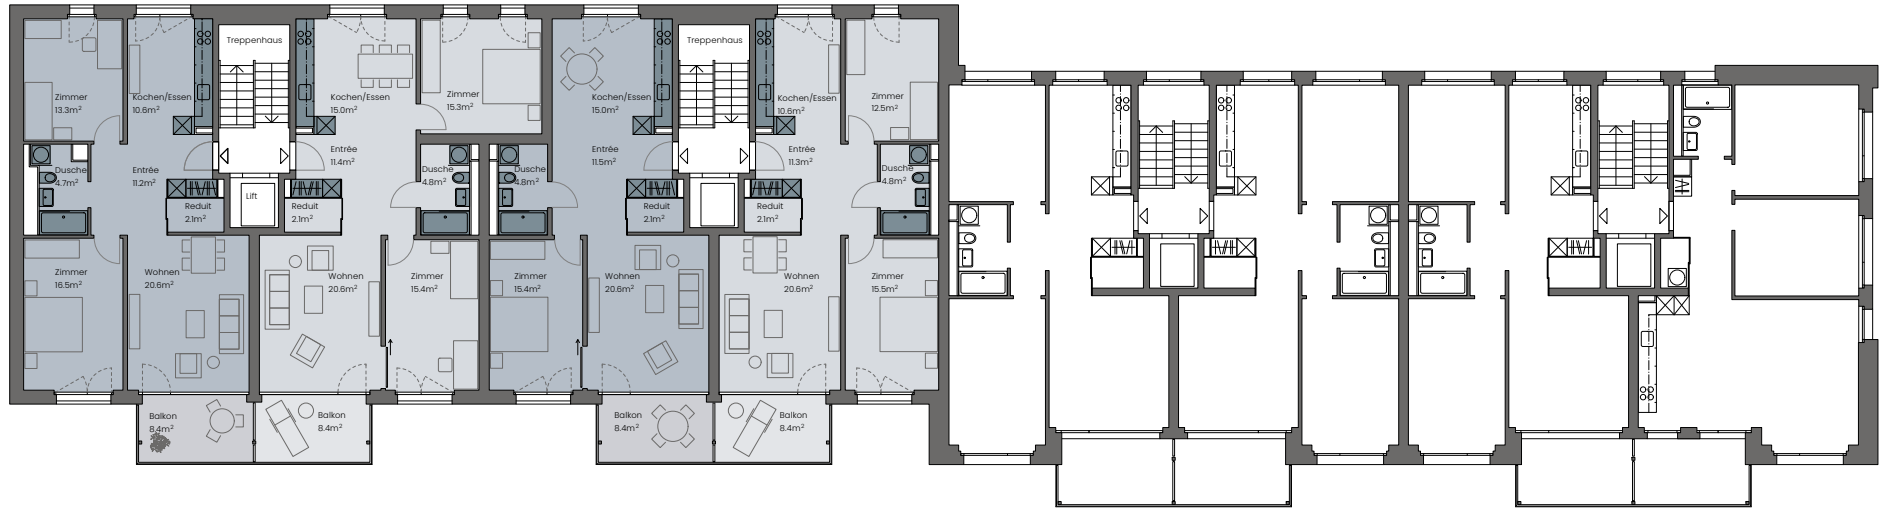 Treppenhaus
Treppenhaus
Zimmer
13.3m²
Kochen/Essen
10.6m²
Kochen/Essen
15.0m²
Zimmer
15.3m²
Kochen/Essen
15.0m²
Kochen/Essen
10.6m²
Zimmer
12.5m²
Dusche
4.7m²
Entrée
11.2m²
Entrée
11.4m²
Dusche
4.8m²
Dusche
4.8m²
Entrée
11.5m²
Entrée
11.3m²
Dusche
4.8m²
Reduit
2.1m²
Lift
Reduit
2.1m²
Reduit
2.1m²
Reduit
2.1m²
Zimmer
16.5m²
Wohnen
20.6m²
Wohnen
20.6m²
Zimmer
15.4m²
Zimmer
15.4m²
Wohnen
20.6m²
Wohnen
20.6m²
Zimmer
15.5m²
Balkon
8.4m²
Balkon
8.4m²
Balkon
8.4m²
Balkon
8.4m²